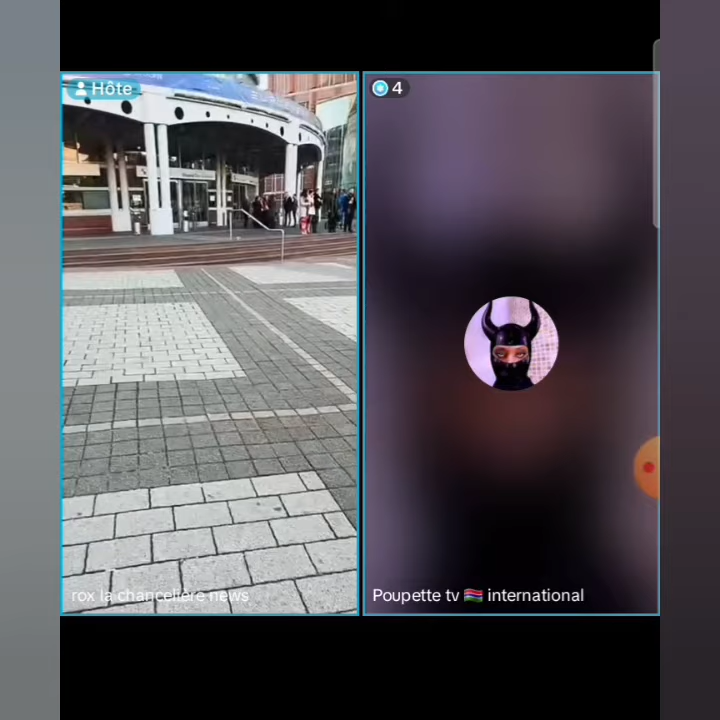 Hôte
4
rox la chancelière news
Poupette tv 🇬🇲 international